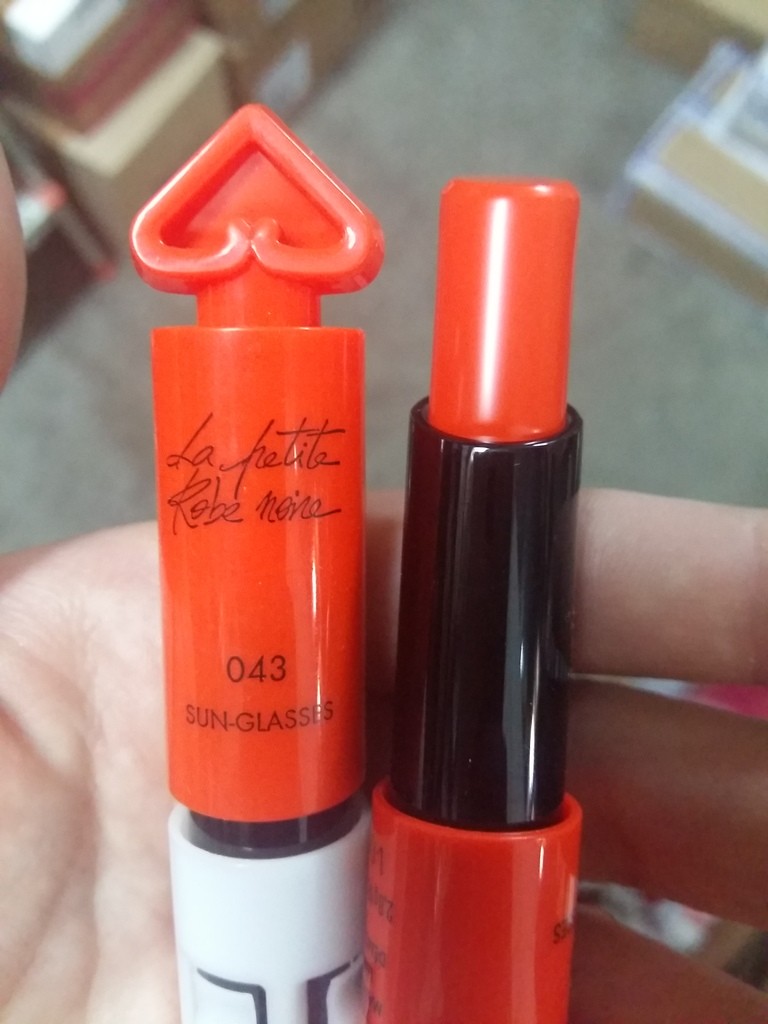 La petite
Robe noire
043
SUN-GLASSES